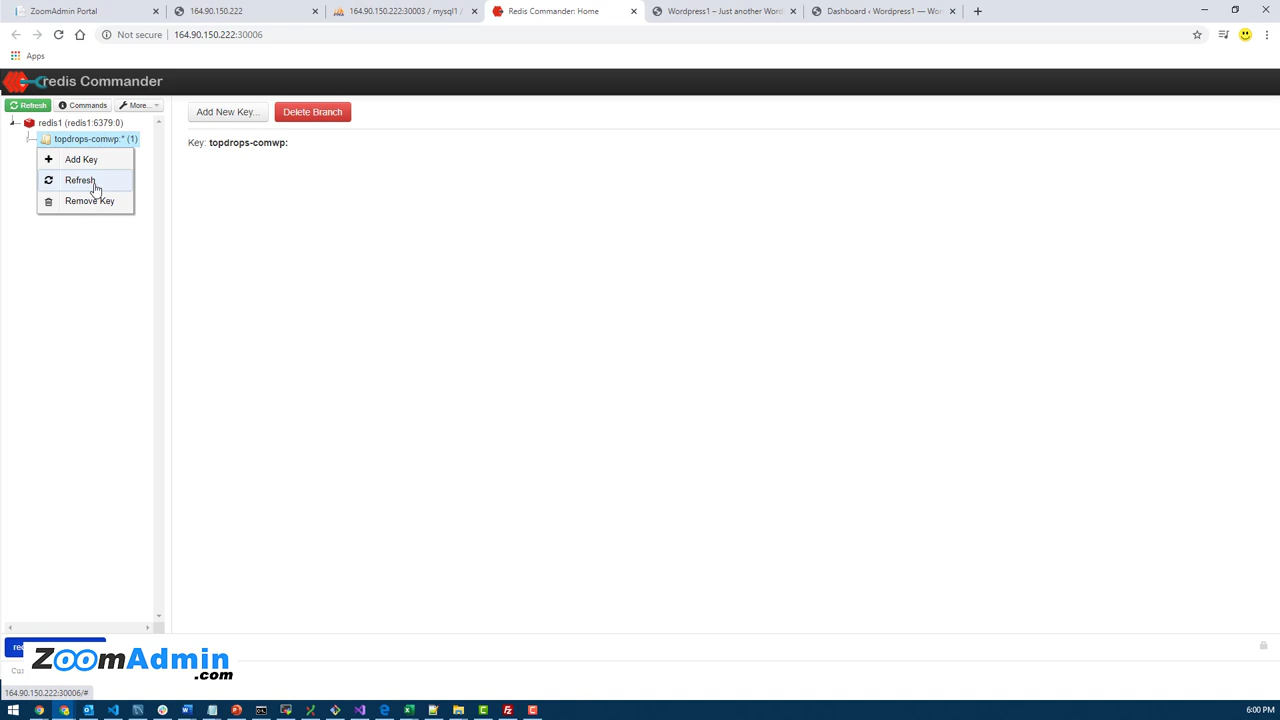 ZoomAdmin Portal
164.90.150.222
164.90.150.222:30003 / mysql1 /
Redis Commander: Home
Wordpress1 – Just another Word
Dashboard ‹ Wordpress1 — Wor
Not secure
164.90.150.222:30006
Apps
redis Commander
Refresh
Commands
More...
Add New Key...
Delete Branch
redis1 (redis1:6379:0)
topdrops-comwp:* (1)
Key: topdrops-comwp:
Add Key
Refresh
Remove Key
ZoomAdmin
.com
164.90.150.222:30006/#
6:00 PM